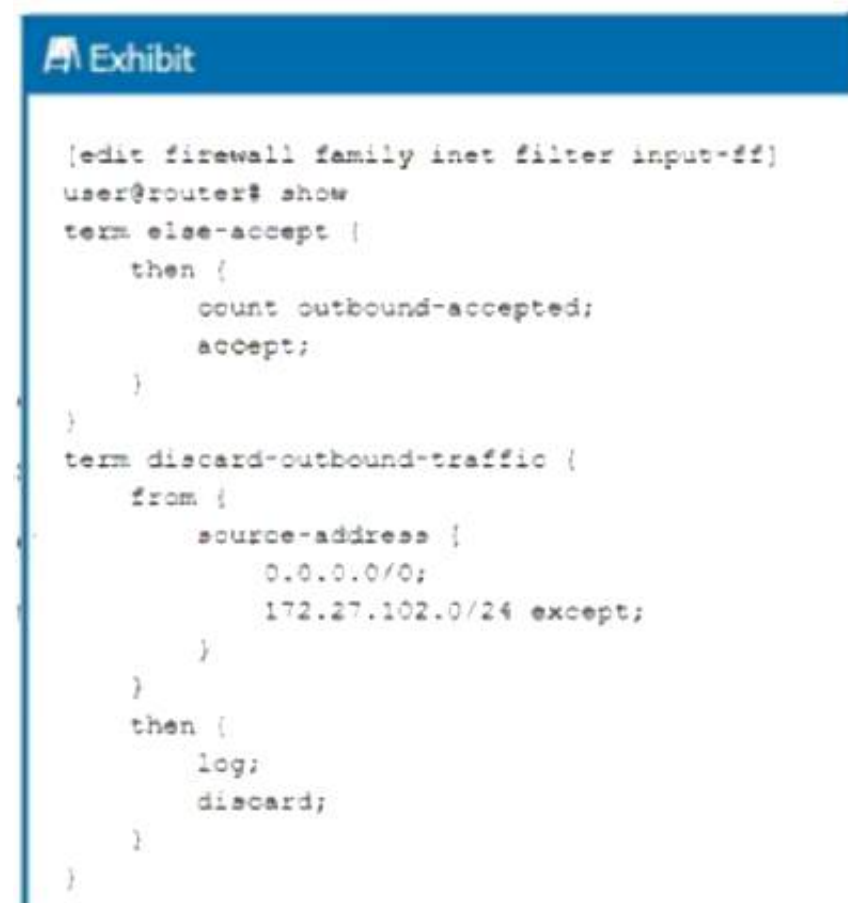 Exhibit
[edit firewall family inet filter input-ff]
user@router# show
term else-accept {
then {
count outbound-accepted;
accept;
}
}
term discard-outbound-traffic {
from {
source-address {
0.0.0.0/0;
172.27.102.0/24 except;
}
}
then {
log;
discard;
}
}